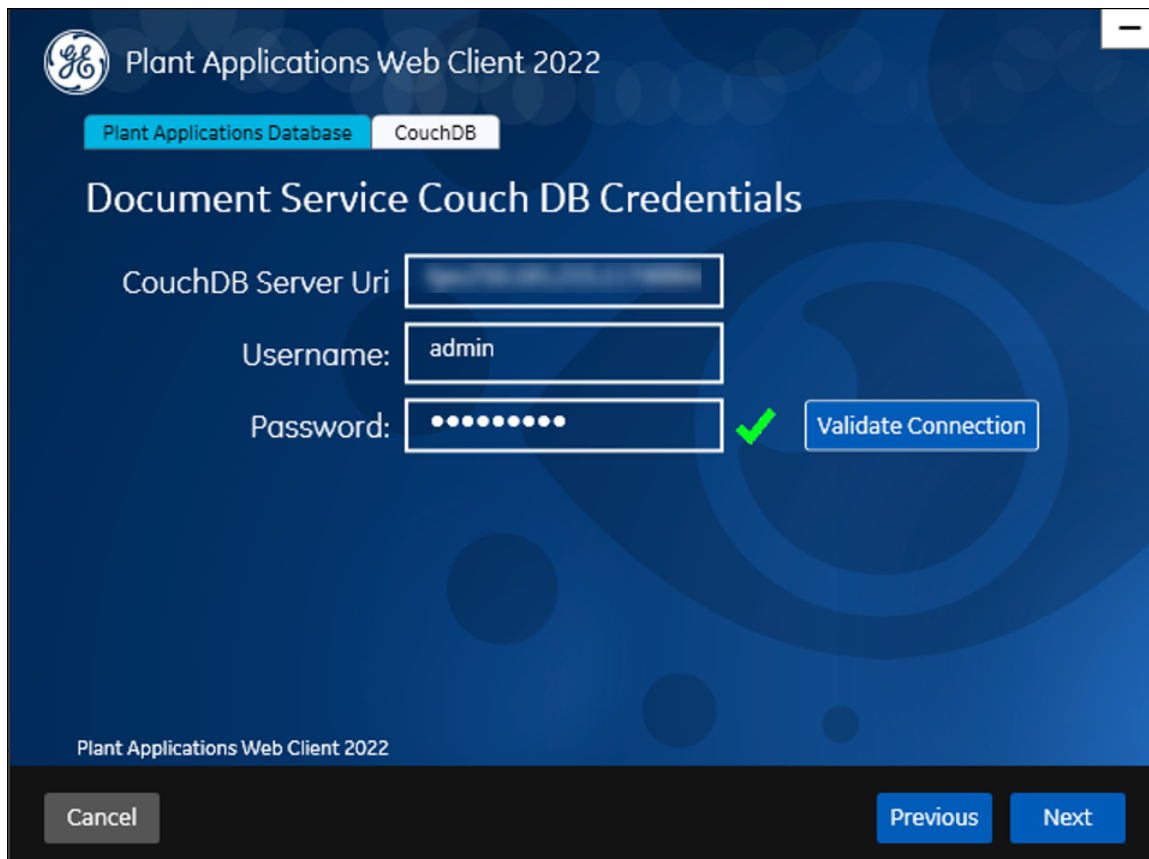 Plant Applications Web Client 2022
Plant Applications Database CouchDB
Document Service Couch DB Credentials
CouchDB Server Uri
Username: admin
Password: •••••••••
Validate Connection
Plant Applications Web Client 2022
Cancel Previous Next